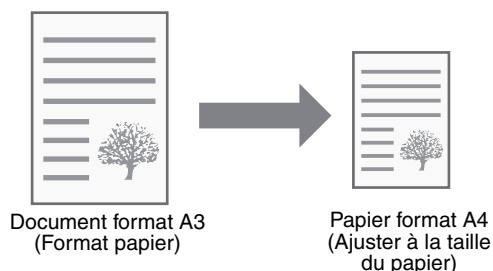 Document format A3
(Format papier)
Papier format A4
(Ajuster à la taille
du papier)